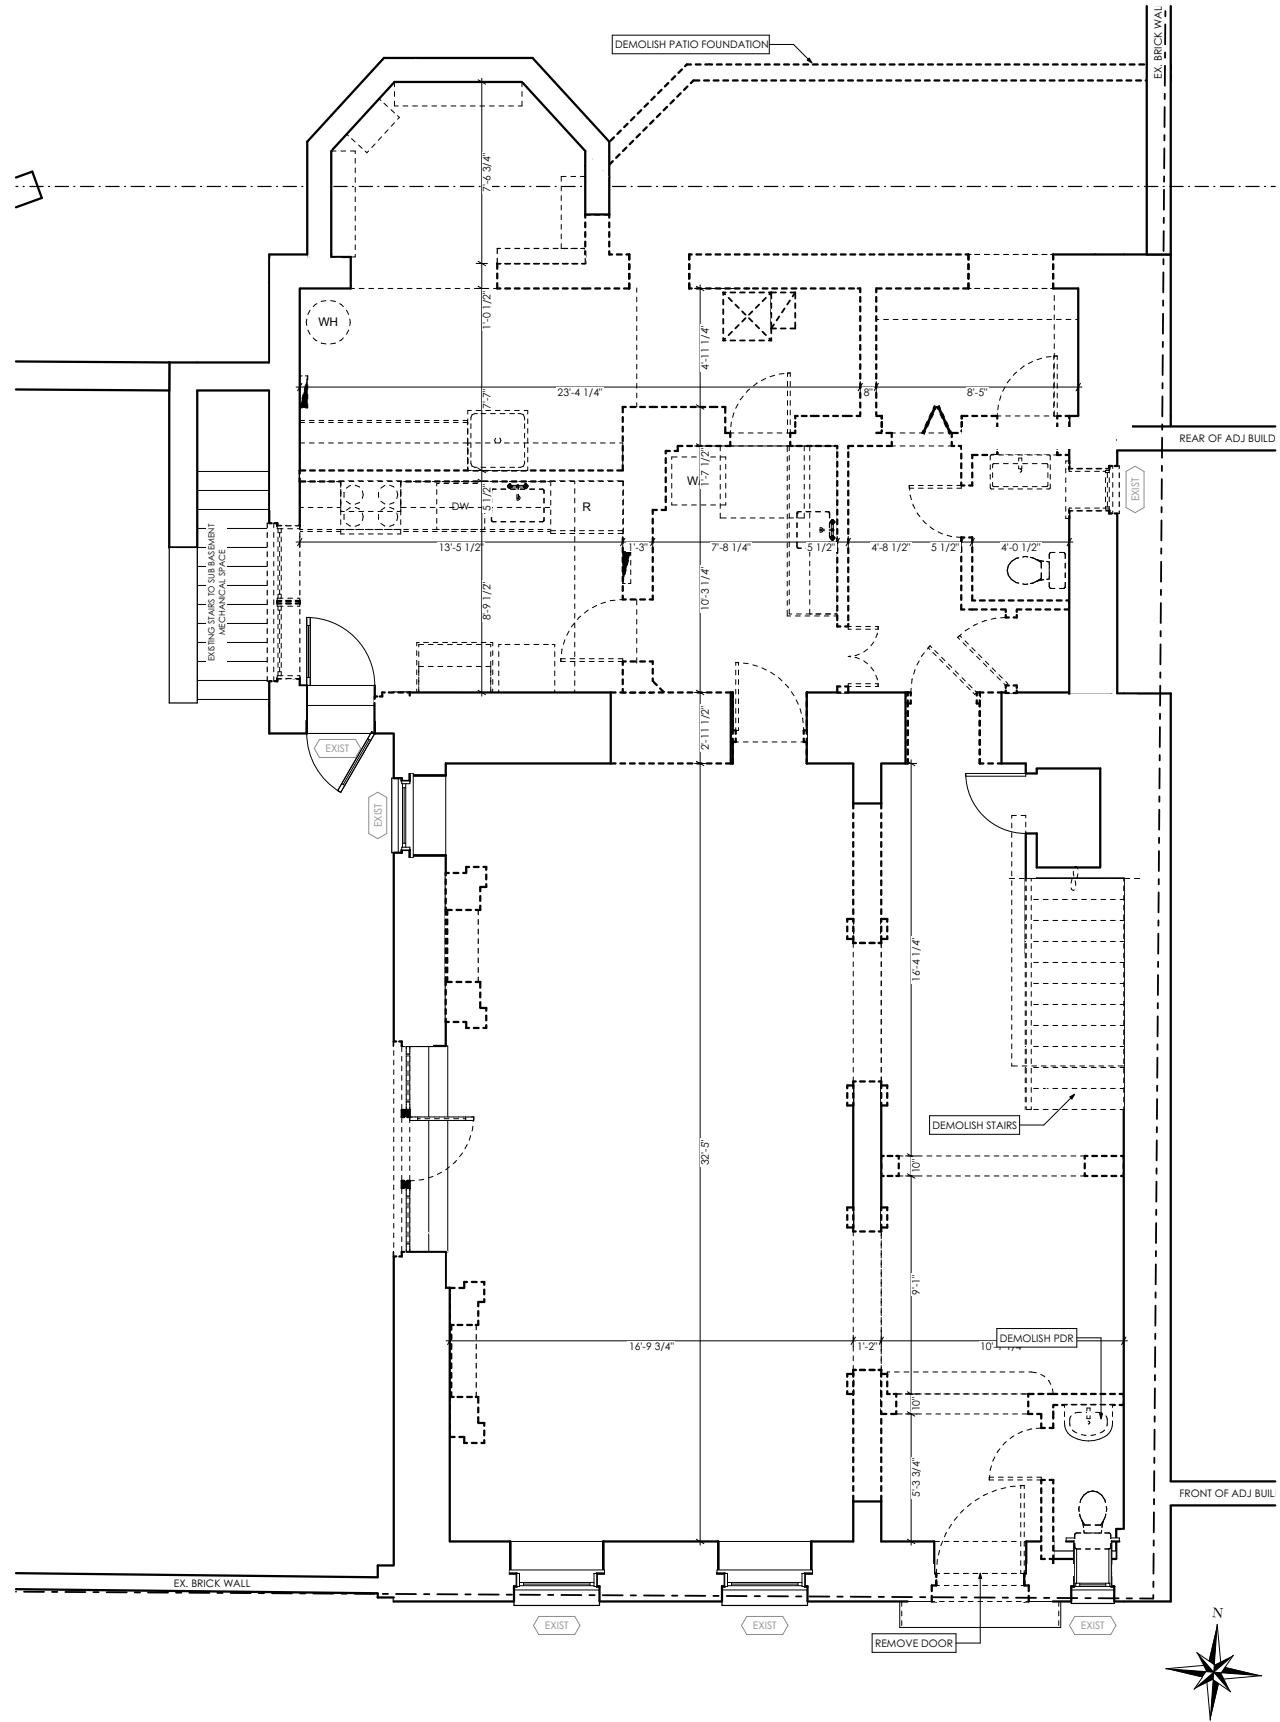 DEMOLISH PATIO FOUNDATION
EX. BRICK WAL
7'-6 3/4"
1'-0 1/2"
WH
4'-11 1/4"
23'-4 1/4"
8"
8'-5"
7'-7"
REAR OF ADJ BUILD
EXIST
1'-7 1/2"
W
DW
5 1/2"
R
13'-5 1/2"
1'-3"
7'-8 1/4"
5 1/2"
4'-8 1/2"
5 1/2"
4'-0 1/2"
EXISTING STAIRS TO SUB BASEMENT
MECHANICAL SPACE
8'-9 1/2"
10'-3 1/4"
2'-11 1/2"
EXIST
EXIST
16'-4 1/4"
DEMOLISH STAIRS
32'-5"
10"
9'-1"
DEMOLISH PDR
16'-9 3/4"
1'-2"
10"
5'-3 3/4"
FRONT OF ADJ BUIL
EX. BRICK WALL
EXIST
EXIST
EXIST
REMOVE DOOR
N